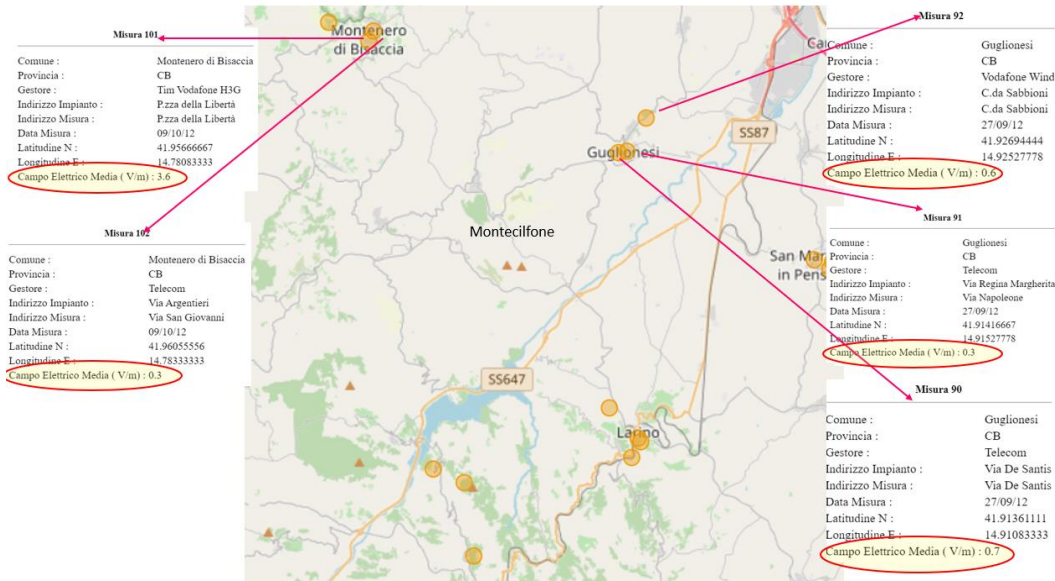 Misura 101
Comune : Montenero di Bisaccia
Provincia : CB
Gestore : Tim Vodafone H3G
Indirizzo Impianto : P.zza della Libertà
Indirizzo Misura : P.zza della Libertà
Data Misura : 09/10/12
Latitudine N : 41.95666667
Longitudine E : 14.78083333
Campo Elettrico Media ( V/m) : 3.6
Misura 102
Comune : Montenero di Bisaccia
Provincia : CB
Gestore : Telecom
Indirizzo Impianto : Via Argentieri
Indirizzo Misura : Via San Giovanni
Data Misura : 09/10/12
Latitudine N : 41.96055556
Longitudine E : 14.78333333
Campo Elettrico Media ( V/m) : 0.3
Montenero
di Bisaccia
Guglionesi
SS87
Montecilfone
San Mar
in Pens
SS647
Larino
Ca
Misura 92
Comune : Guglionesi
Provincia : CB
Gestore : Vodafone Wind
Indirizzo Impianto : C.da Sabbioni
Indirizzo Misura : C.da Sabbioni
Data Misura : 27/09/12
Latitudine N : 41.92694444
Longitudine E : 14.92527778
Campo Elettrico Media ( V/m) : 0.6
Misura 91
Comune : Guglionesi
Provincia : CB
Gestore : Telecom
Indirizzo Impianto : Via Regina Margherita
Indirizzo Misura : Via Napoleone
Data Misura : 27/09/12
Latitudine N : 41.91416667
Longitudine E : 14.91527778
Campo Elettrico Media ( V/m) : 0.3
Misura 90
Comune : Guglionesi
Provincia : CB
Gestore : Telecom
Indirizzo Impianto : Via De Santis
Indirizzo Misura : Via De Santis
Data Misura : 27/09/12
Latitudine N : 41.91361111
Longitudine E : 14.91083333
Campo Elettrico Media ( V/m) : 0.7